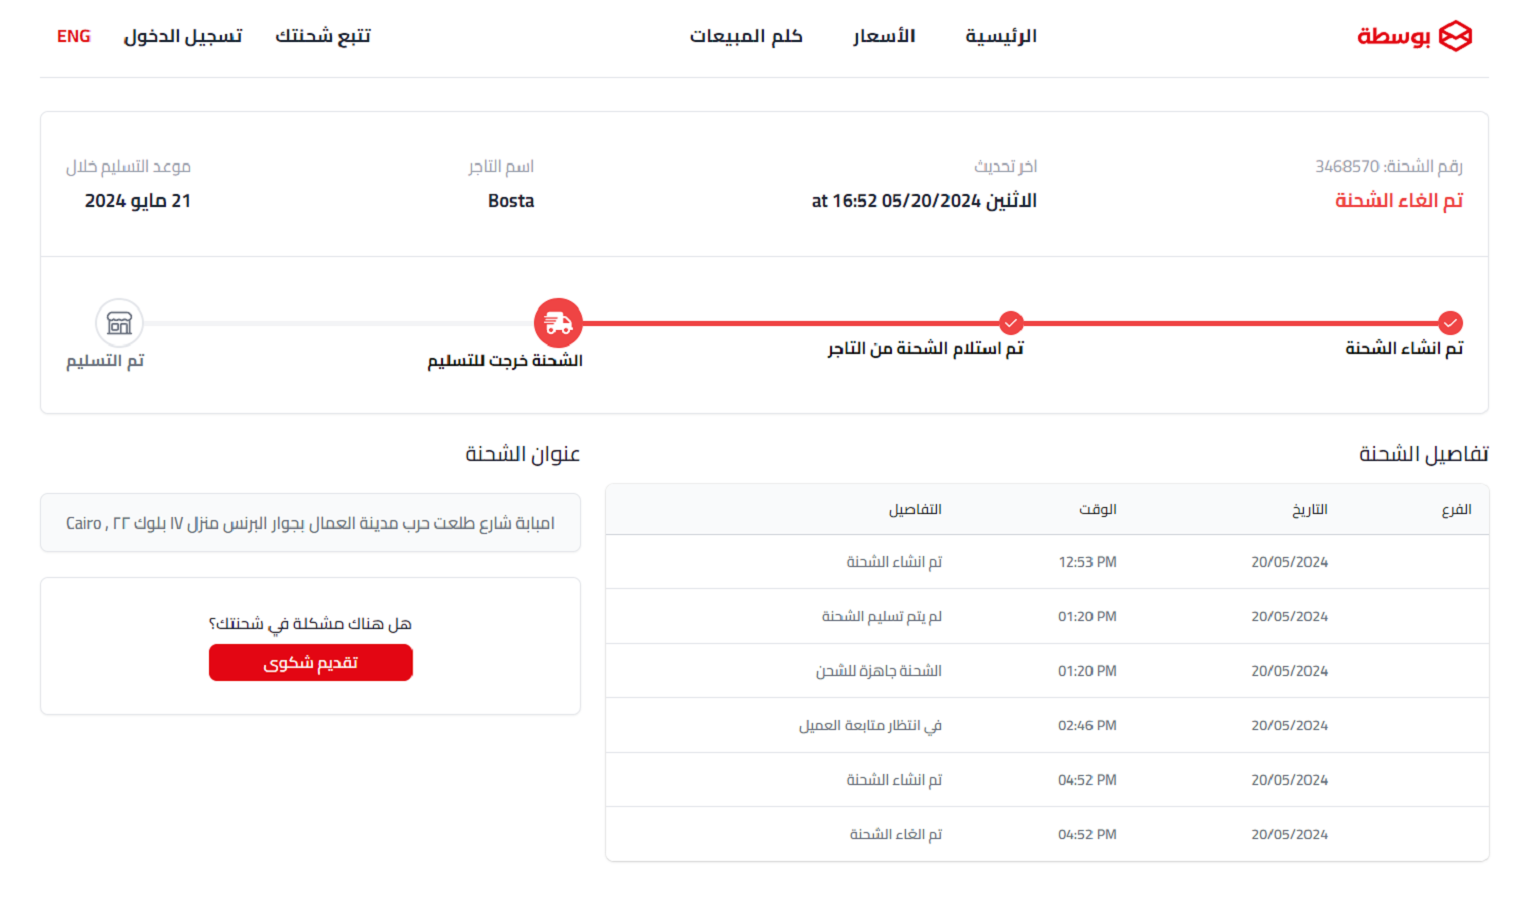 بوسطة
الرئيسية
الأسعار
كلم المبيعات
تتبع شحنتك
تسجيل الدخول
ENG
رقم الشحنة: 3468570
تم الغاء الشحنة
اخر تحديث
الاثنين 05/20/2024 at 16:52
اسم التاجر
Bosta
موعد التسليم خلال
21 مايو 2024
تم انشاء الشحنة
تم استلام الشحنة من التاجر
الشحنة خرجت للتسليم
تم التسليم
تفاصيل الشحنة
الفرع التاريخ الوقت التفاصيل
20/05/2024 12:53 PM تم انشاء الشحنة
20/05/2024 01:20 PM لم يتم تسليم الشحنة
20/05/2024 01:20 PM الشحنة جاهزة للشحن
20/05/2024 02:46 PM في انتظار متابعة العميل
20/05/2024 04:52 PM تم انشاء الشحنة
20/05/2024 04:52 PM تم الغاء الشحنة
عنوان الشحنة
امبابة شارع طلعت حرب مدينة العمال بجوار البرنس منزل ١٧ بلوك ٢٢ , Cairo
هل هناك مشكلة في شحنتك؟
تقديم شكوى